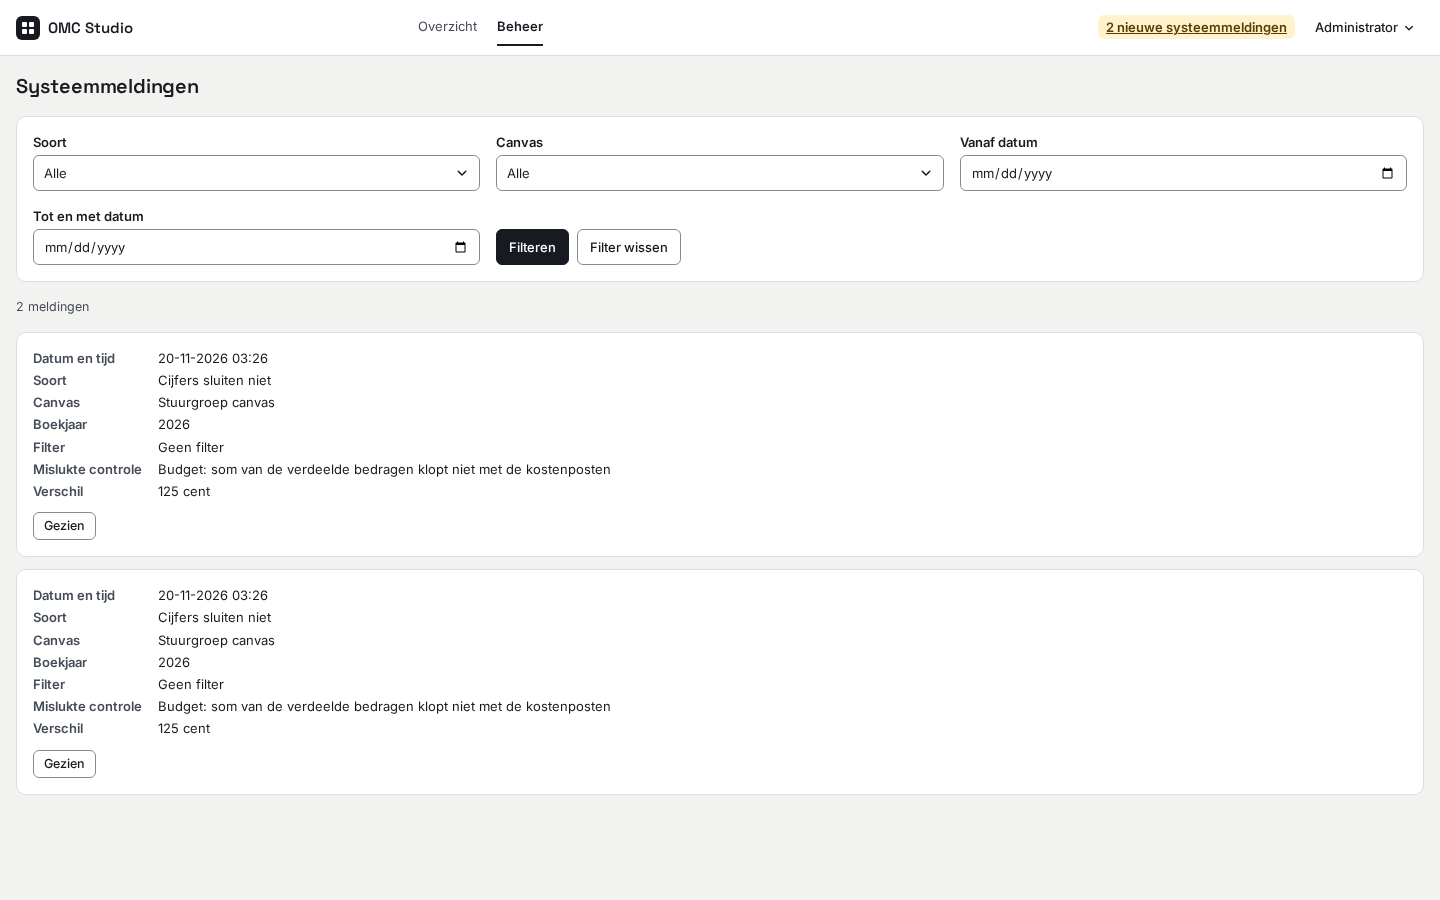 OMC Studio
Overzicht
Beheer
2 nieuwe systeemmeldingen
Administrator
Systeemmeldingen
Soort
Canvas
Vanaf datum
Alle
Alle
mm/dd/yyyy
Tot en met datum
mm/dd/yyyy
Filteren
Filter wissen
2 meldingen
Datum en tijd 20-11-2026 03:26
Soort Cijfers sluiten niet
Canvas Stuurgroep canvas
Boekjaar 2026
Filter Geen filter
Mislukte controle Budget: som van de verdeelde bedragen klopt niet met de kostenposten
Verschil 125 cent
Gezien
Datum en tijd 20-11-2026 03:26
Soort Cijfers sluiten niet
Canvas Stuurgroep canvas
Boekjaar 2026
Filter Geen filter
Mislukte controle Budget: som van de verdeelde bedragen klopt niet met de kostenposten
Verschil 125 cent
Gezien